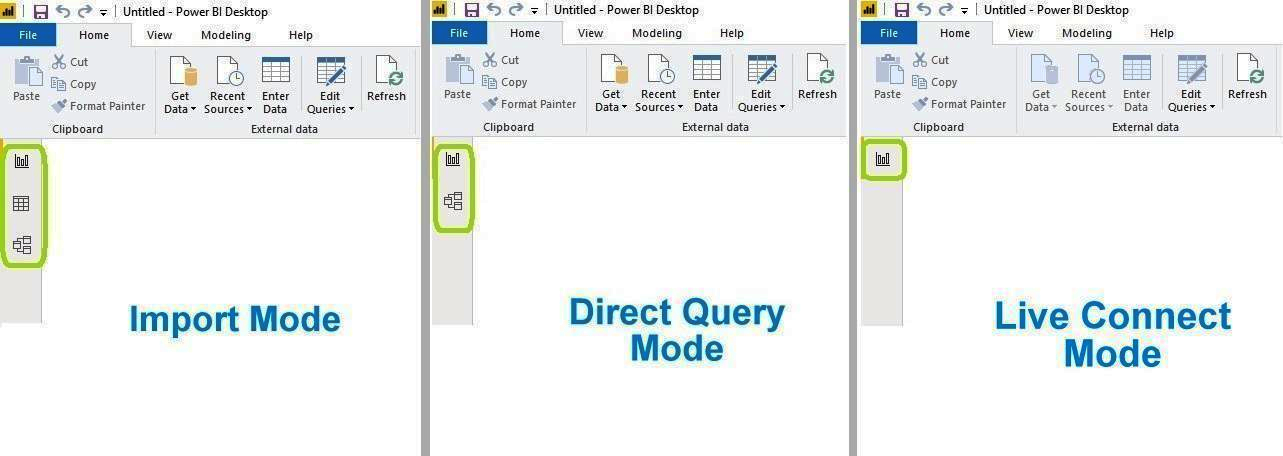 Untitled - Power BI Desktop
File Home View Modeling Help
Paste
Cut
Copy
Format Painter
Clipboard
Get Data
Recent Sources
Enter Data
Edit Queries
Refresh
External data
Import Mode
Untitled - Power BI Desktop
File Home View Modeling Help
Paste
Cut
Copy
Format Painter
Clipboard
Get Data
Recent Sources
Enter Data
Edit Queries
Refresh
External data
Direct Query
Mode
Untitled - Power BI Desktop
File Home View Modeling Help
Paste
Cut
Copy
Format Painter
Clipboard
Get Data
Recent Sources
Enter Data
Edit Queries
Refresh
External data
Live Connect
Mode